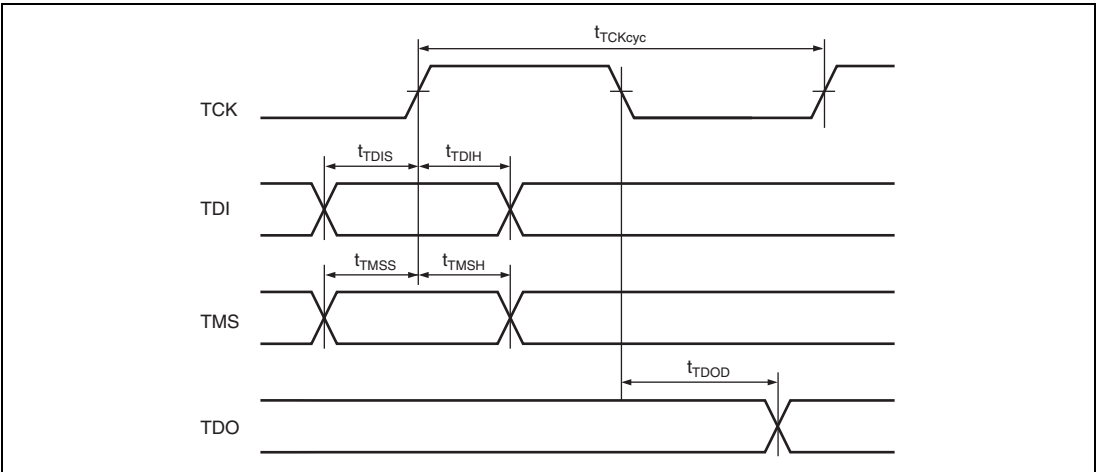 tTCKcyc
TCK
tTDIS tTDIH
TDI
tTMSS tTMSH
TMS
tTDOD
TDO